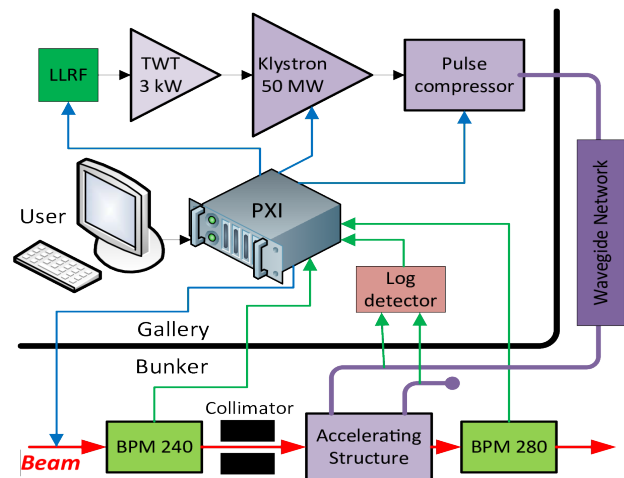 LLRF
TWT
3 kW
Klystron
50 MW
Pulse
compressor
User
PXI
Wavegide Network
Log
detector
Gallery
Bunker
Collimator
BPM 240
Accelerating
Structure
BPM 280
Beam